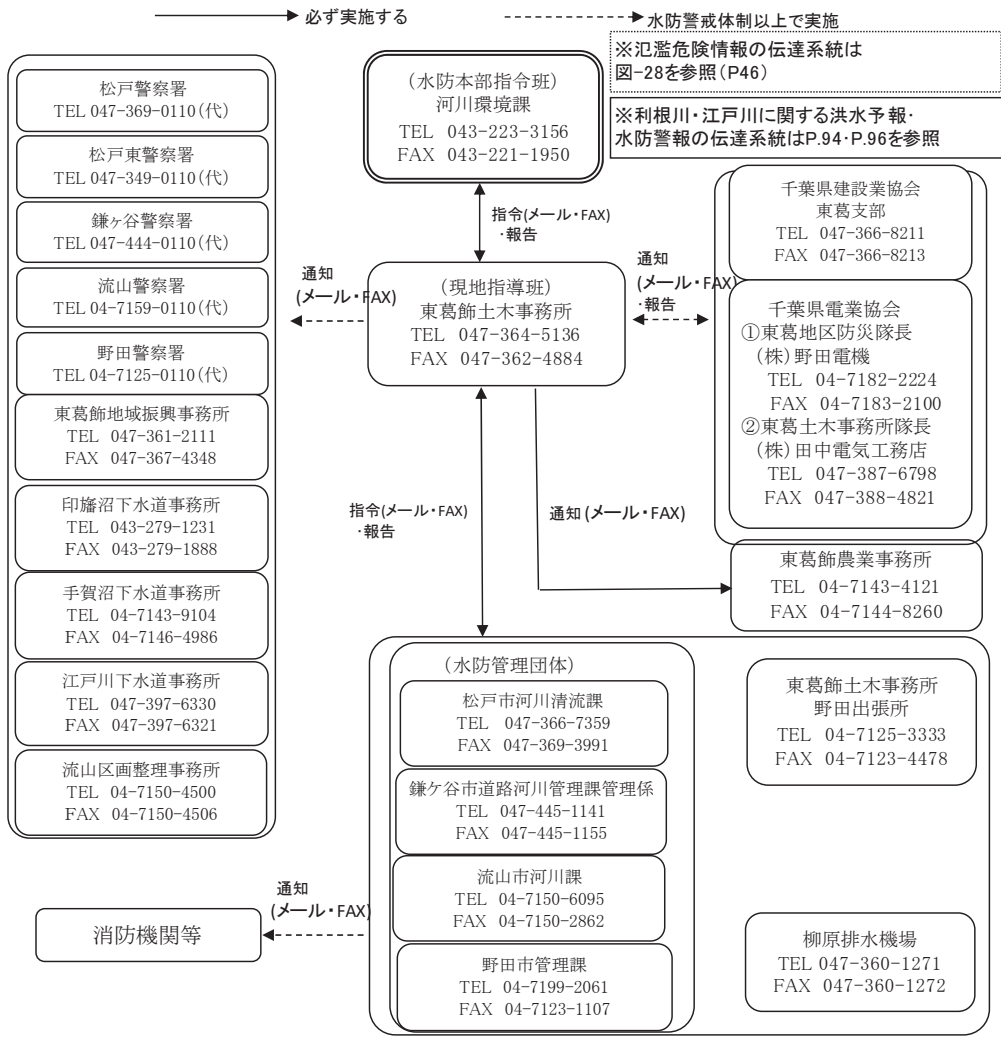 必ず実施する
水防警戒体制以上で実施
※氾濫危険情報の伝達系統は
図-28を参照(P46)
※利根川・江戸川に関する洪水予報・
水防警報の伝達系統はP.94・P.96を参照
松戸警察署
TEL 047-369-0110(代)
松戸東警察署
TEL 047-349-0110(代)
鎌ヶ谷警察署
TEL 047-444-0110(代)
流山警察署
TEL 04-7159-0110(代)
野田警察署
TEL 04-7125-0110(代)
東葛飾地域振興事務所
TEL 047-361-2111
FAX 047-367-4348
印旛沼下水道事務所
TEL 043-279-1231
FAX 043-279-1888
手賀沼下水道事務所
TEL 04-7143-9104
FAX 04-7146-4986
江戸川下水道事務所
TEL 047-397-6330
FAX 047-397-6321
流山区画整理事務所
TEL 04-7150-4500
FAX 04-7150-4506
(水防本部指令班)
河川環境課
TEL 043-223-3156
FAX 043-221-1950
指令(メール・FAX)
・報告
通知
(メール・FAX)
(現地指導班)
東葛飾土木事務所
TEL 047-364-5136
FAX 047-362-4884
通知
(メール・FAX)
・報告
千葉県建設業協会
東葛支部
TEL 047-366-8211
FAX 047-366-8213
千葉県電業協会
①東葛地区防災隊長
(株)野田電機
TEL 04-7182-2224
FAX 04-7183-2100
②東葛土木事務所隊長
(株)田中電気工務店
TEL 047-387-6798
FAX 047-388-4821
指令(メール・FAX)
・報告
通知(メール・FAX)
東葛飾農業事務所
TEL 04-7143-4121
FAX 04-7144-8260
(水防管理団体)
松戸市河川清流課
TEL 047-366-7359
FAX 047-369-3991
鎌ケ谷市道路河川管理課管理係
TEL 047-445-1141
FAX 047-445-1155
流山市河川課
TEL 04-7150-6095
FAX 04-7150-2862
野田市管理課
TEL 04-7199-2061
FAX 04-7123-1107
東葛飾土木事務所
野田出張所
TEL 04-7125-3333
FAX 04-7123-4478
柳原排水機場
TEL 047-360-1271
FAX 047-360-1272
通知
(メール・FAX)
消防機関等